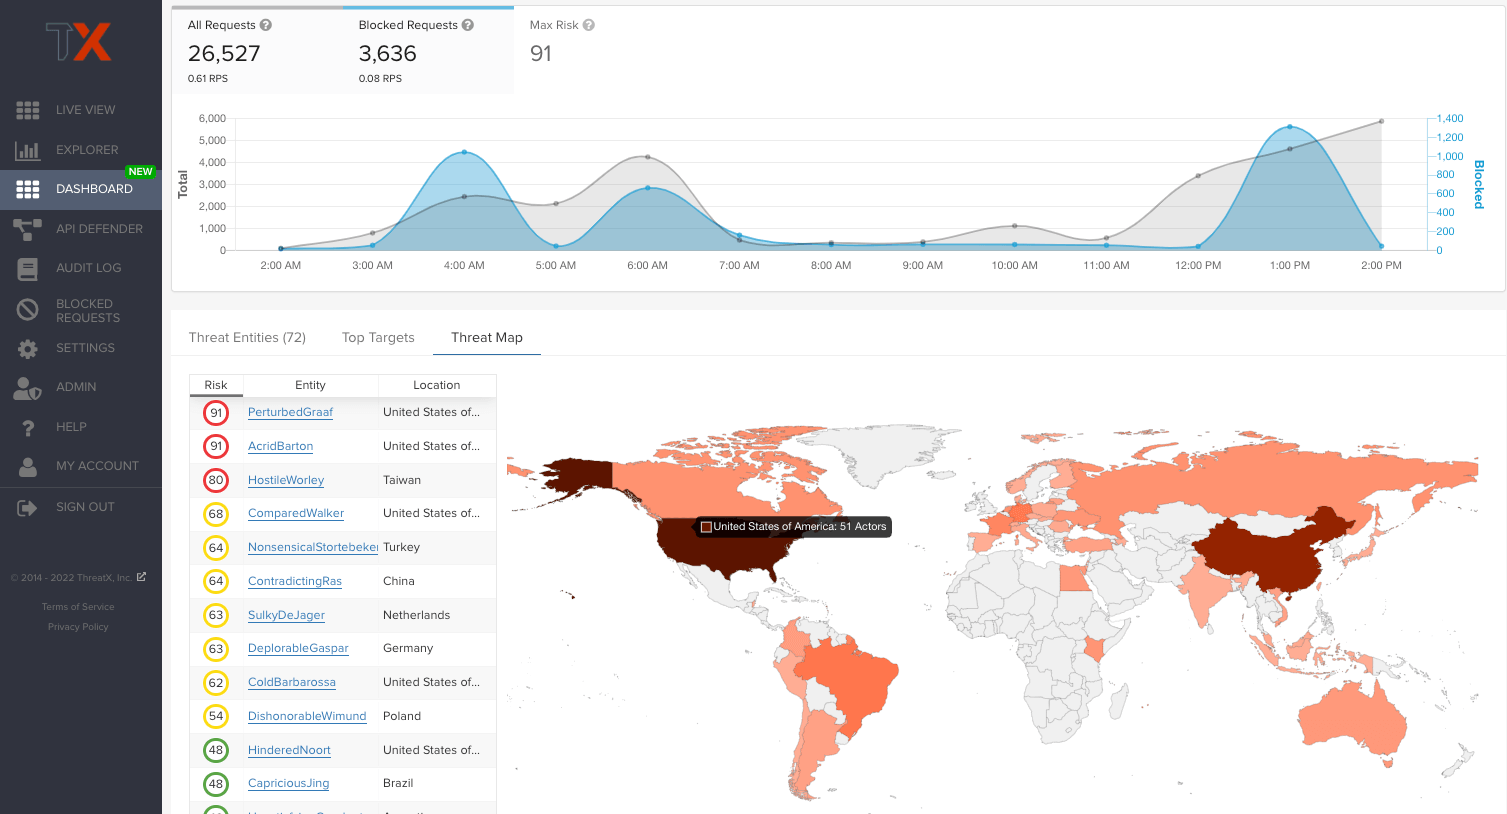 TX
LIVE VIEW
EXPLORER
NEW
DASHBOARD
API DEFENDER
AUDIT LOG
BLOCKED
REQUESTS
SETTINGS
ADMIN
HELP
MY ACCOUNT
SIGN OUT
© 2014 - 2022 ThreatX, Inc.
Terms of Service
Privacy Policy
All Requests ?
26,527
0.61 RPS
Blocked Requests ?
3,636
0.08 RPS
Max Risk ?
91
Total
6,000
5,000
4,000
3,000
2,000
1,000
0
1,400
1,200
1,000
800
600
400
200
0
Blocked
2:00 AM 3:00 AM 4:00 AM 5:00 AM 6:00 AM 7:00 AM 8:00 AM 9:00 AM 10:00 AM 11:00 AM 12:00 PM 1:00 PM 2:00 PM
Threat Entities (72) Top Targets Threat Map
Risk Entity Location
91 PerturbedGraaf United States of...
91 AcridBarton United States of...
80 HostileWorley Taiwan
68 ComparedWalker United States of...
64 NonsensicalStortebeker Turkey
64 ContradictingRas China
63 SulkyDeJager Netherlands
63 DeplorableGaspar Germany
62 ColdBarbarossa United States of...
54 DishonorableWimund Poland
48 HinderedNoort United States of...
48 CapriciousJing Brazil
United States of America: 51 Actors